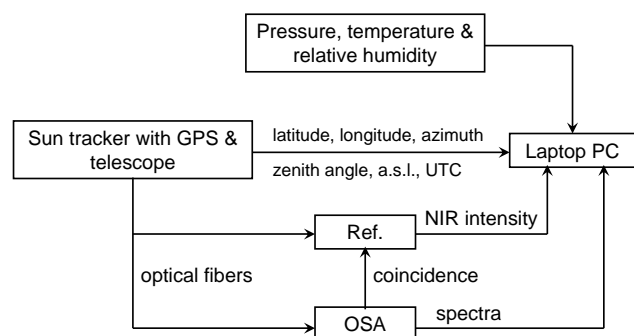 Pressure, temperature &
relative humidity
Sun tracker with GPS &
telescope
latitude, longitude, azimuth
zenith angle, a.s.l., UTC
Laptop PC
Ref.
NIR intensity
optical fibers
coincidence
OSA
spectra